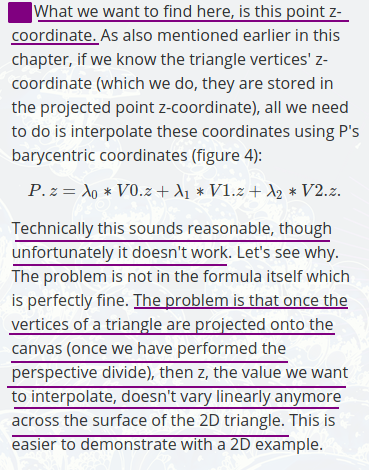 What we want to find here, is this point z-
coordinate. As also mentioned earlier in this
chapter, if we know the triangle vertices' z-
coordinate (which we do, they are stored in
the projected point z-coordinate), all we need
to do is interpolate these coordinates using P's
barycentric coordinates (figure 4):
P. z = λ₀ ∗ V0.z + λ₁ ∗ V1.z + λ₂ ∗ V2.z.
Technically this sounds reasonable, though
unfortunately it doesn't work. Let's see why.
The problem is not in the formula itself which
is perfectly fine. The problem is that once the
vertices of a triangle are projected onto the
canvas (once we have performed the
perspective divide), then z, the value we want
to interpolate, doesn't vary linearly anymore
across the surface of the 2D triangle. This is
easier to demonstrate with a 2D example.